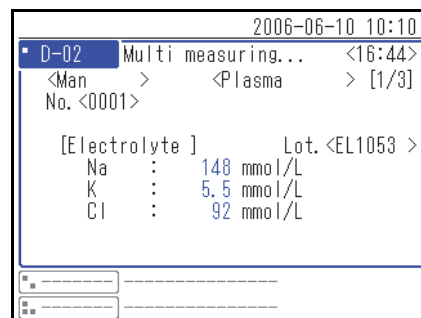 2006-06-10 10:10
D-02 Multi measuring... <16:44>
<Man > <Plasma > [1/3]
No.<0001>
[Electrolyte ] Lot.<EL1053 >
Na : 148 mmol/L
K : 5.5 mmol/L
Cl : 92 mmol/L
------- ---------------
------- ---------------